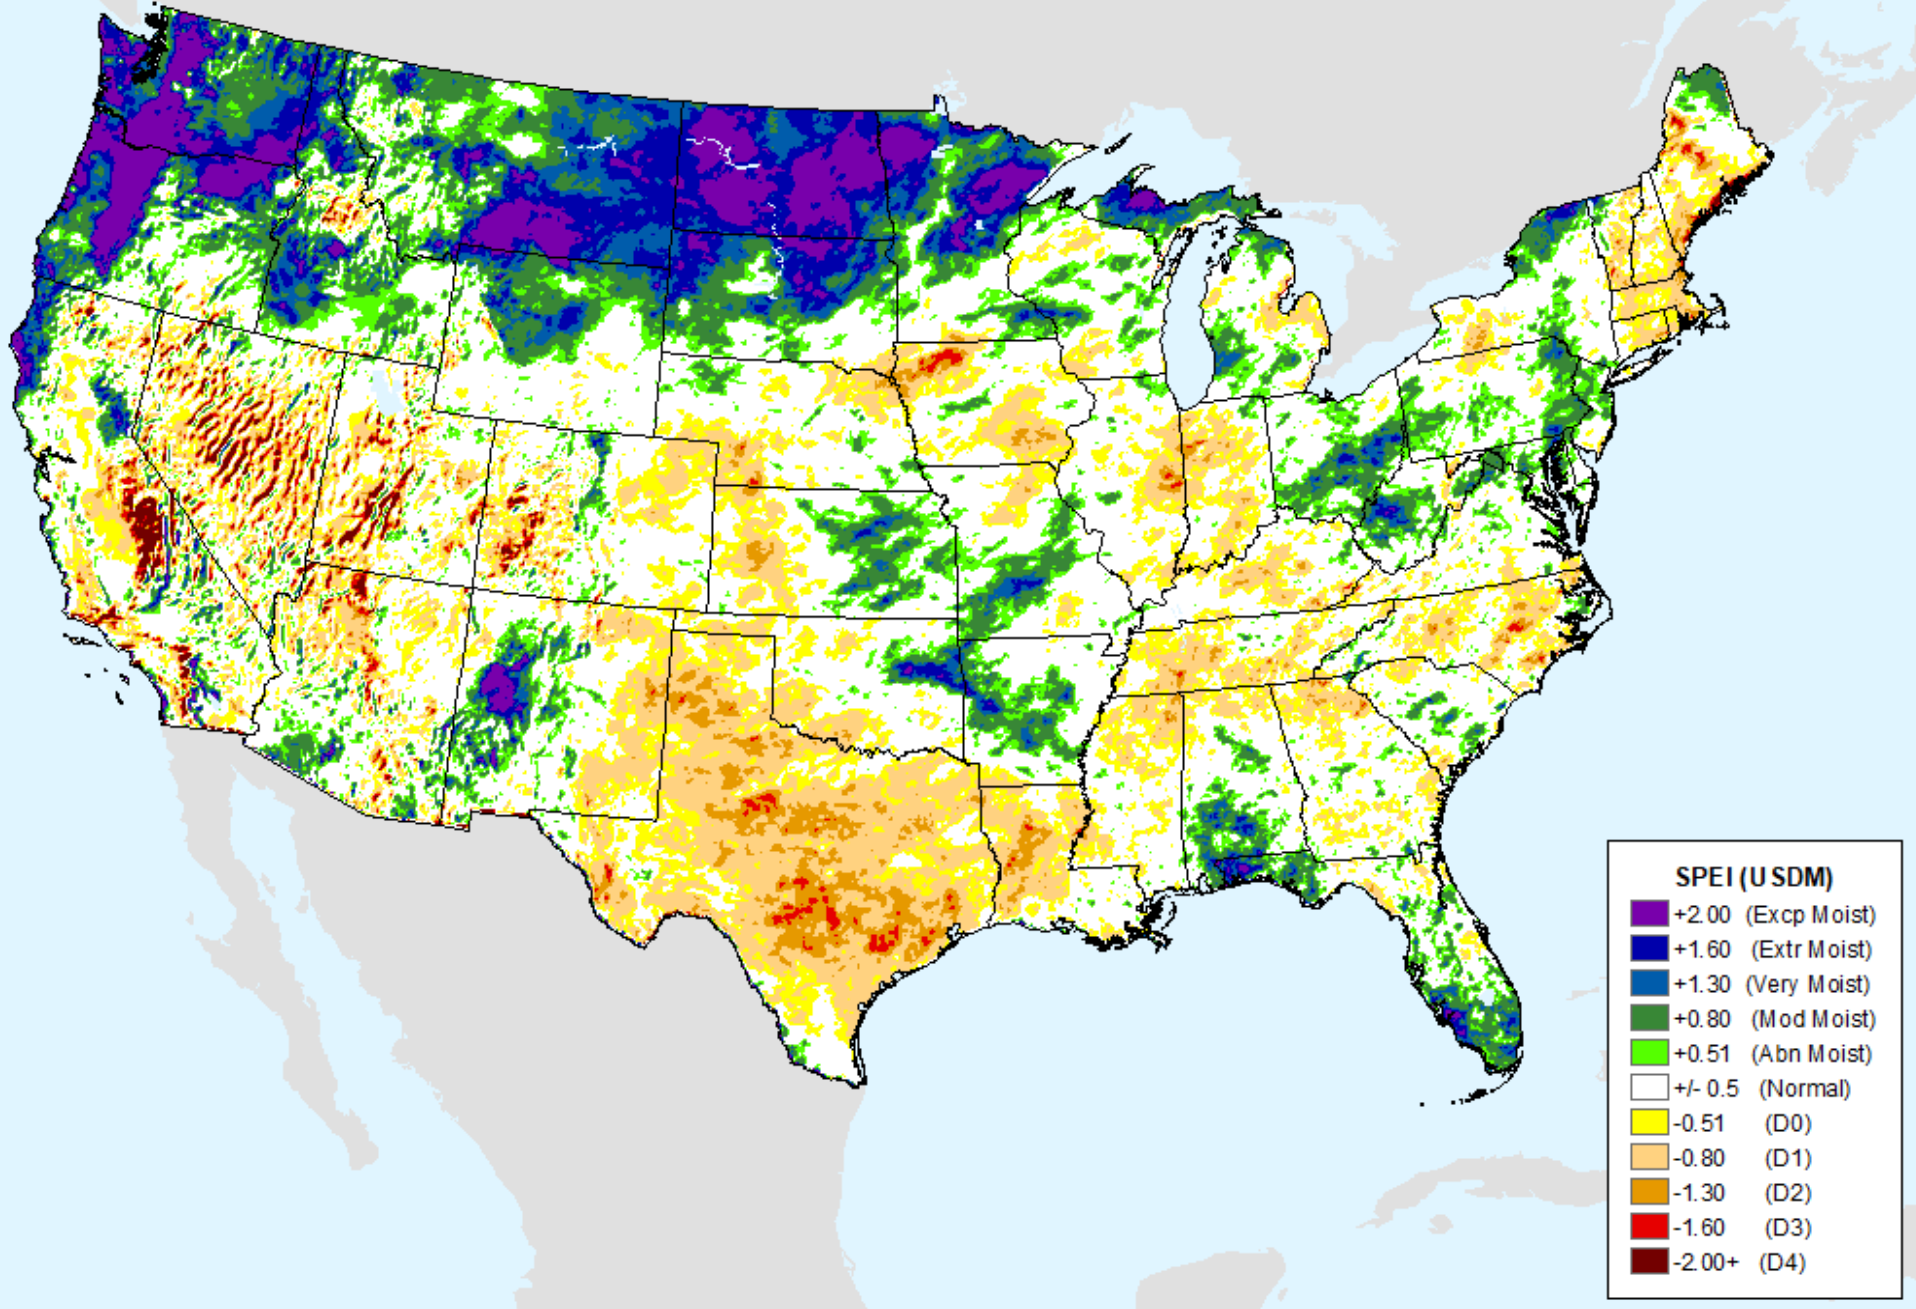 SPEI (USDM)
+2.00 (Excp Moist)
+1.60 (Extr Moist)
+1.30 (Very Moist)
+0.80 (Mod Moist)
+0.51 (Abn Moist)
+/- 0.5 (Normal)
-0.51 (D0)
-0.80 (D1)
-1.30 (D2)
-1.60 (D3)
-2.00+ (D4)